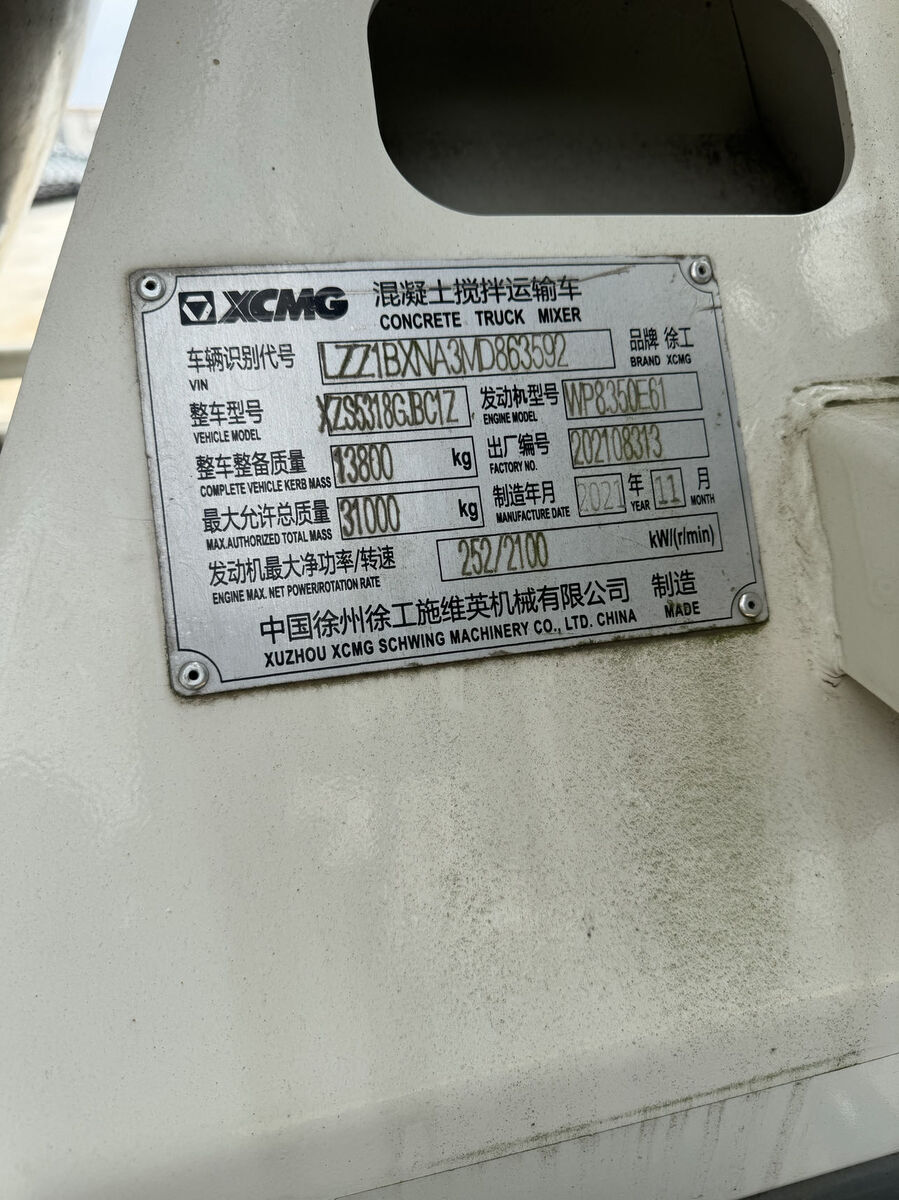 XCMG 混凝土搅拌运输车
CONCRETE TRUCK MIXER
车辆识别代号 LZZ1BXNA3MD863592 品牌 徐工
VIN BRAND XCMG
整车型号 XZS5318GJBC1Z 发动机型号 WP8.350E61
VEHICLE MODEL ENGINE MODEL
整车整备质量 13800 kg 出厂编号 202108313
COMPLETE VEHICLE KERB MASS FACTORY NO.
最大允许总质量 31000 kg 制造年月 2021 年 11 月
MAX.AUTHORIZED TOTAL MASS MANUFACTURE DATE YEAR MONTH
发动机最大净功率/转速 252/2100 kW/(r/min)
ENGINE MAX. NET POWER/ROTATION RATE
中国徐州徐工施维英机械有限公司 制造
XUZHOU XCMG SCHWING MACHINERY CO., LTD. CHINA MADE